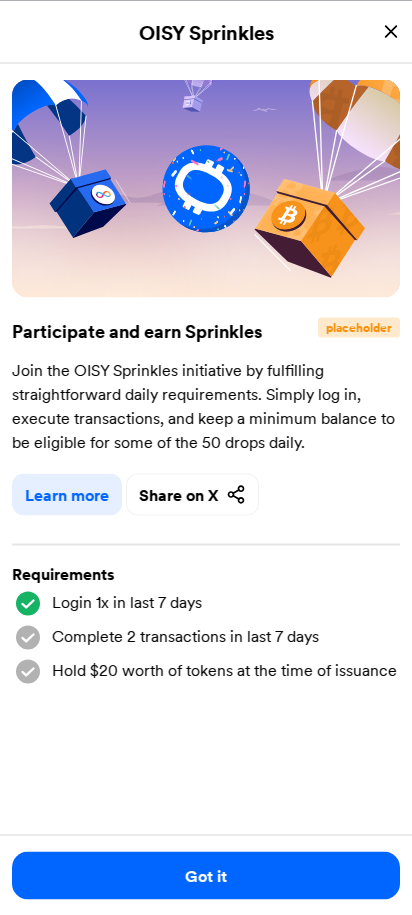 OISY Sprinkles
Participate and earn Sprinkles
placeholder
Join the OISY Sprinkles initiative by fulfilling
straightforward daily requirements. Simply log in,
execute transactions, and keep a minimum balance to
be eligible for some of the 50 drops daily.
Learn more
Share on X
Requirements
Login 1x in last 7 days
Complete 2 transactions in last 7 days
Hold $20 worth of tokens at the time of issuance
Got it